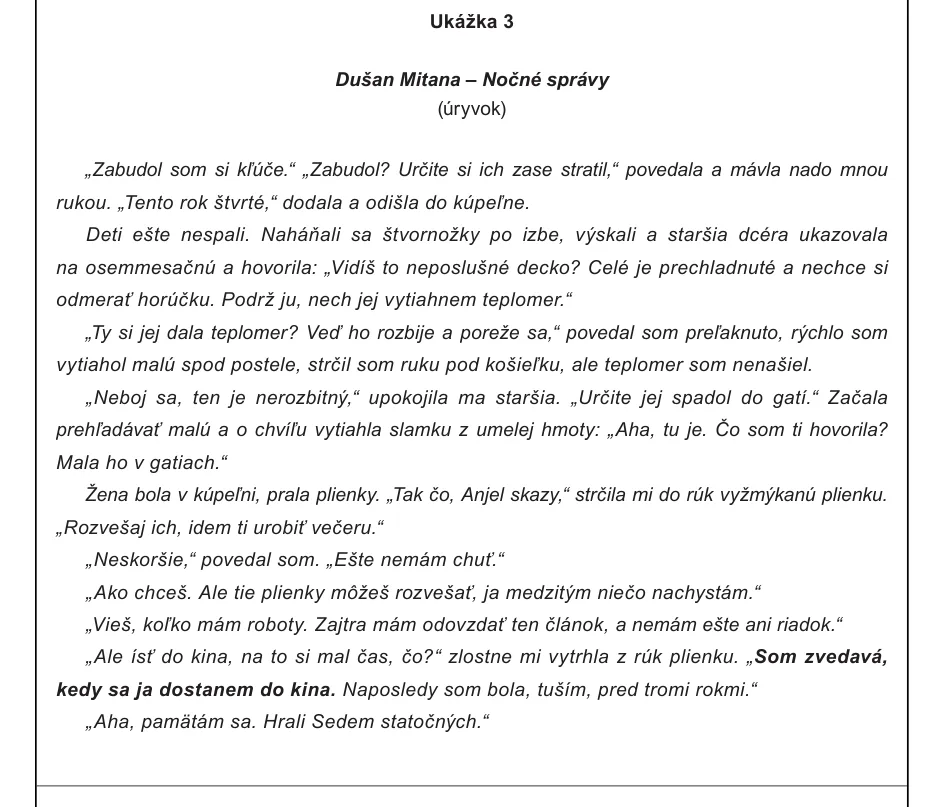 Ukážka 3
Dušan Mitana – Nočné správy
(úryvok)
„Zabudol som si kľúče.“ „Zabudol? Určite si ich zase stratil,“ povedala a mávla nado mnou
rukou. „Tento rok štvrté,“ dodala a odišla do kúpeľne.
Deti ešte nespali. Naháňali sa štvornožky po izbe, výskali a staršia dcéra ukazovala
na osemmesačnú a hovorila: „Vidíš to neposlušné decko? Celé je prechladnuté a nechce si
odmerať horúčku. Podrž ju, nech jej vytiahnem teplomer.“
„Ty si jej dala teplomer? Veď ho rozbije a poreže sa,“ povedal som preľaknuto, rýchlo som
vytiahol malú spod postele, strčil som ruku pod košieľku, ale teplomer som nenašiel.
„Neboj sa, ten je nerozbitný,“ upokojila ma staršia. „Určite jej spadol do gatí.“ Začala
prehľadávať malú a o chvíľu vytiahla slamku z umelej hmoty: „Aha, tu je. Čo som ti hovorila?
Mala ho v gatiach.“
Žena bola v kúpeľni, prala plienky. „Tak čo, Anjel skazy,“ strčila mi do rúk vyžmýkanú plienku.
„Rozvešaj ich, idem ti urobiť večeru.“
„Neskoršie,“ povedal som. „Ešte nemám chuť.“
„Ako chceš. Ale tie plienky môžeš rozvešať, ja medzitým niečo nachystám.“
„Vieš, koľko mám roboty. Zajtra mám odovzdať ten článok, a nemám ešte ani riadok.“
„Ale ísť do kina, na to si mal čas, čo?“ zlostne mi vytrhla z rúk plienku. „Som zvedavá,
kedy sa ja dostanem do kina. Naposledy som bola, tuším, pred tromi rokmi.“
„Aha, pamätám sa. Hrali Sedem statočných.“